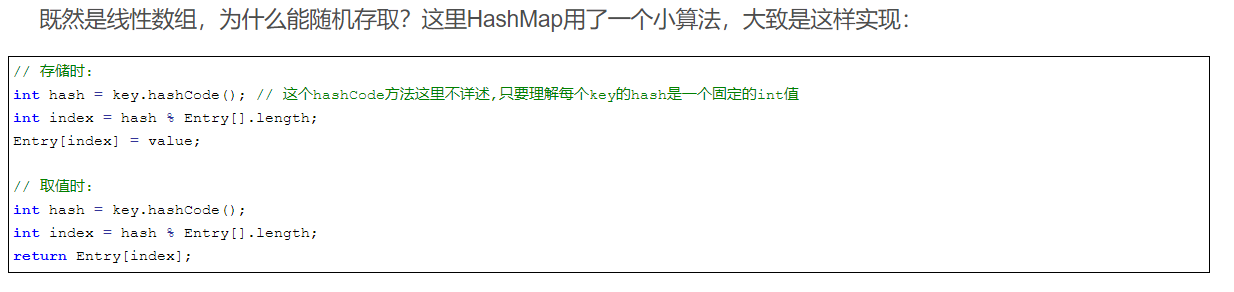 既然是线性数组，为什么能随机存取？这里HashMap用了一个小算法，大致是这样实现：
// 存储时:
int hash = key.hashCode(); // 这个hashCode方法这里不详述,只要理解每个key的hash是一个固定的int值
int index = hash % Entry[].length;
Entry[index] = value;
// 取值时:
int hash = key.hashCode();
int index = hash % Entry[].length;
return Entry[index];